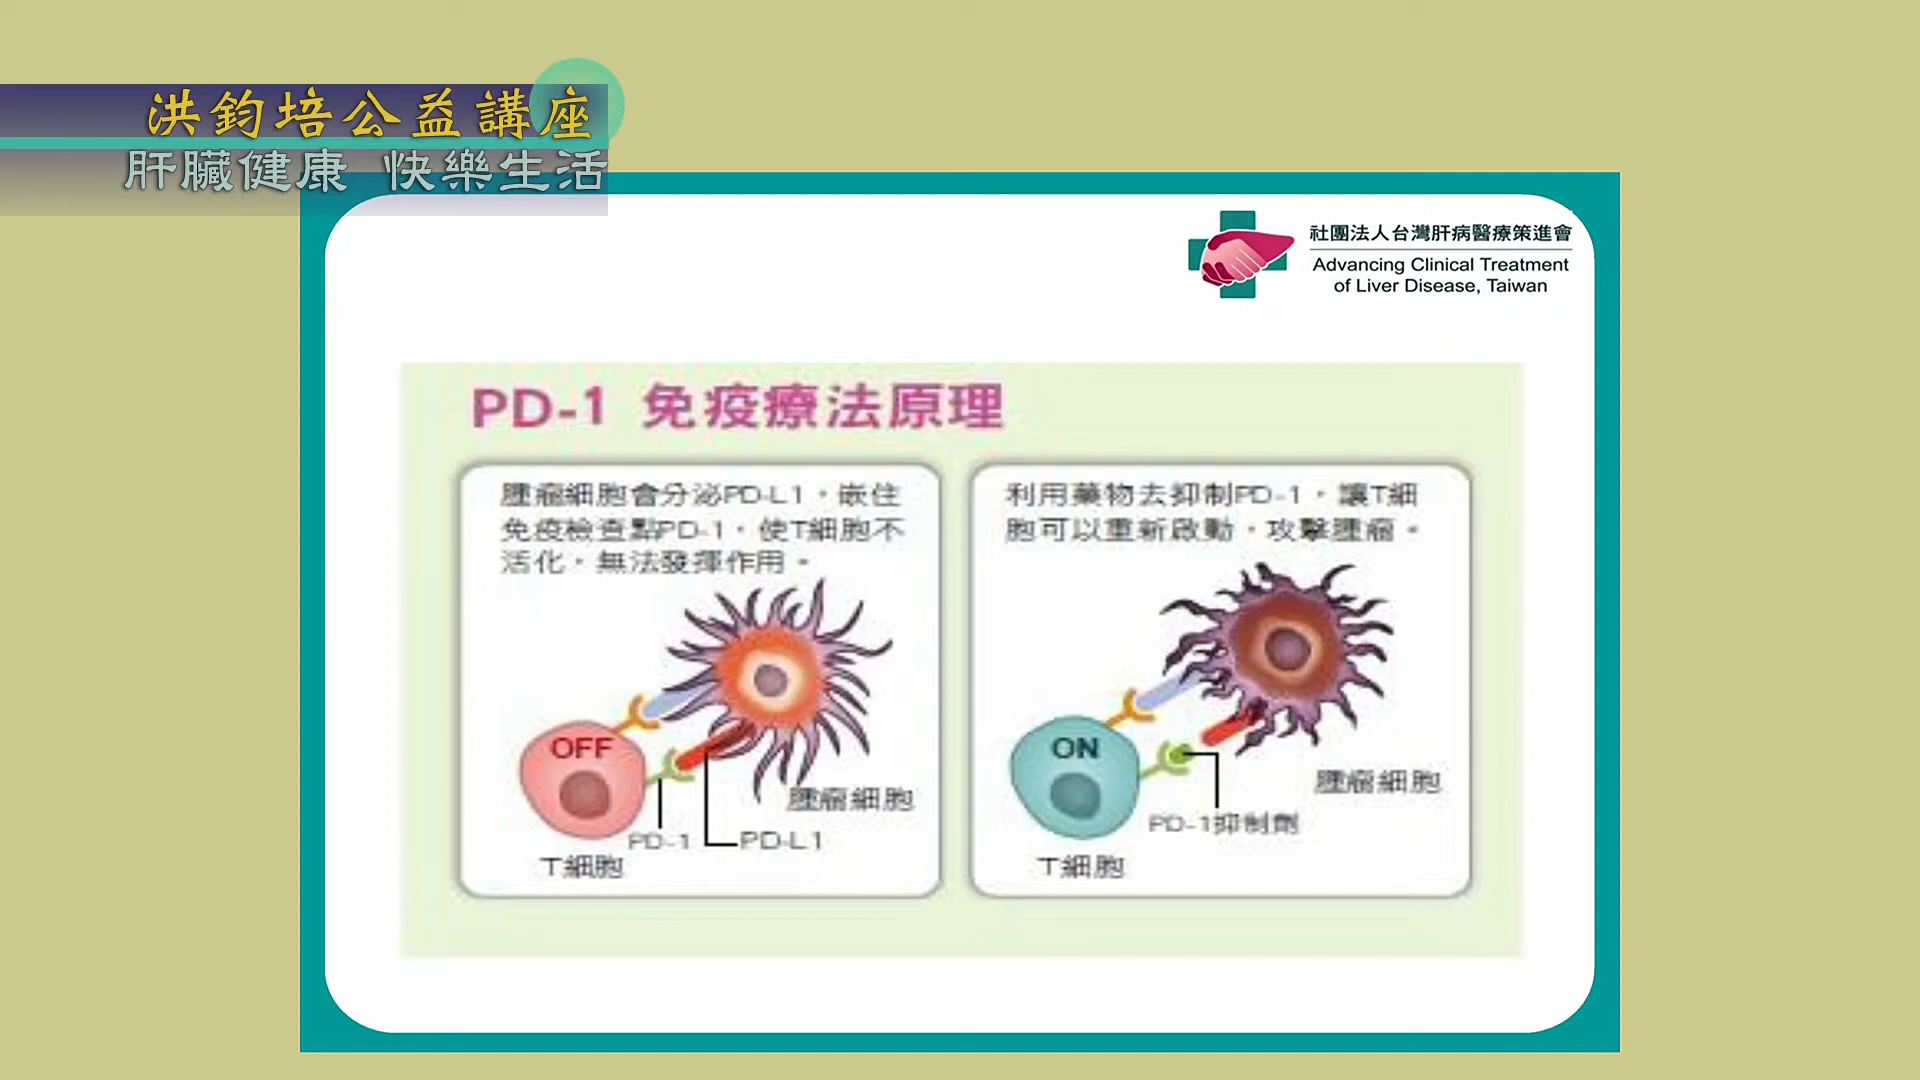 洪鈞培公益講座
肝臟健康 快樂生活
社團法人台灣肝病醫療策進會
Advancing Clinical Treatment
of Liver Disease, Taiwan
PD-1 免疫療法原理
腫瘤細胞會分泌PD-L1，嵌住
免疫檢查點PD-1，使T細胞不
活化，無法發揮作用。
OFF
腫瘤細胞
PD-1
PD-L1
T細胞
利用藥物去抑制PD-1，讓T細
胞可以重新啟動，攻擊腫瘤。
ON
腫瘤細胞
PD-1抑制劑
T細胞